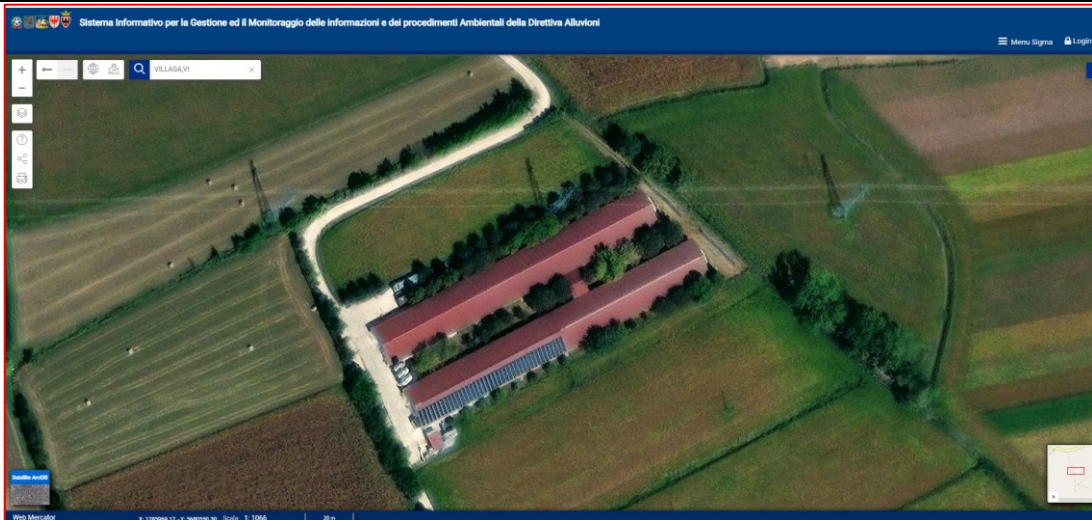 Sistema Informativo per la Gestione ed il Monitoraggio delle informazioni e dei procedimenti Ambientali della Direttiva Alluvioni
Menu Sigma Login
VILLAGA,VI
Satellite ArcGIS
Web Mercator Scale 1: 1066 20 m